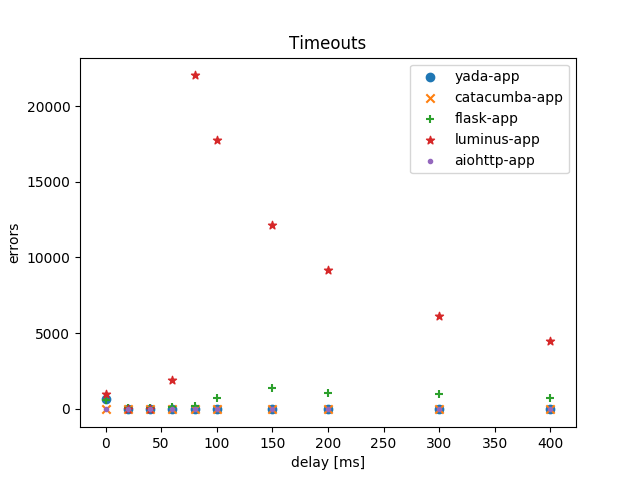 Timeouts
yada-app
catacumba-app
flask-app
luminus-app
aiohttp-app
errors
20000
15000
10000
5000
0
0 50 100 150 200 250 300 350 400
delay [ms]